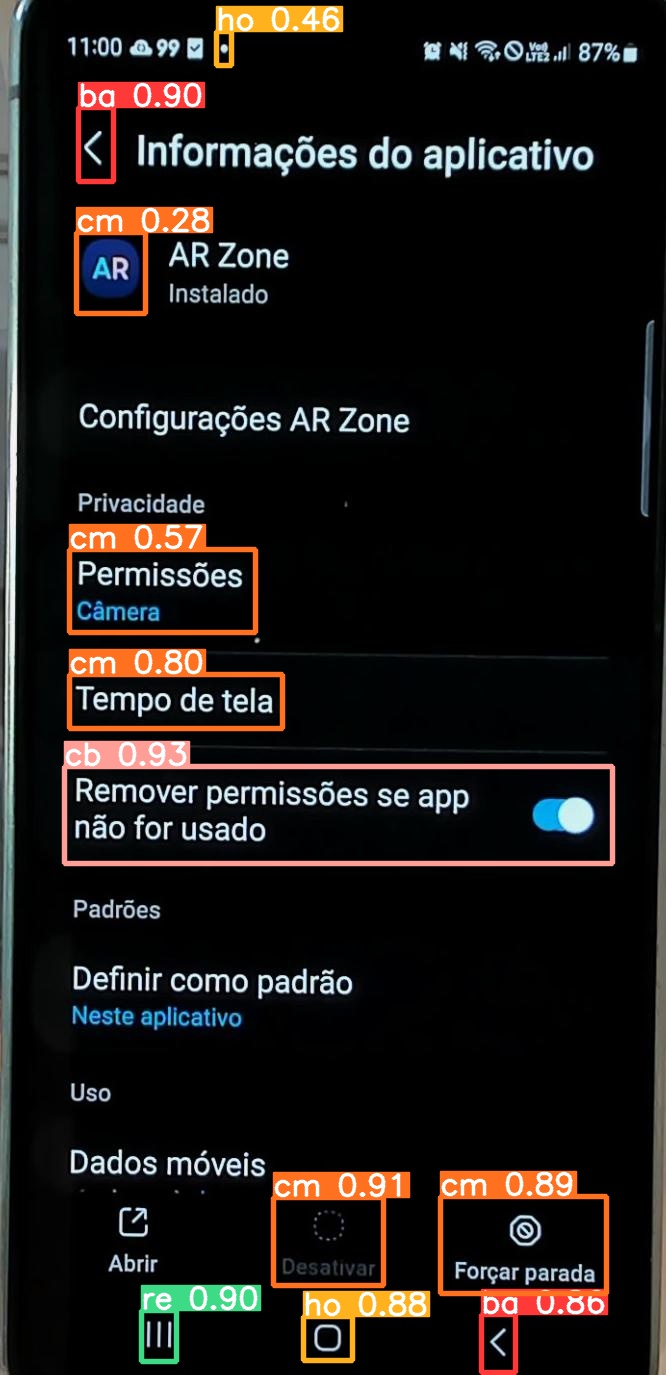 ho 0.46
11:00 99 Vo) LTE2 87%
ba 0.90
Informações do aplicativo
cm 0.28
AR
AR Zone
Instalado
Configurações AR Zone
Privacidade
cm 0.57
Permissões
Câmera
cm 0.80
Tempo de tela
cb 0.93
Remover permissões se app
não for usado
Padrões
Definir como padrão
Neste aplicativo
Uso
Dados móveis
cm 0.91 cm 0.89
Abrir Desativar Forçar parada
re 0.90 ho 0.88 ba 0.86